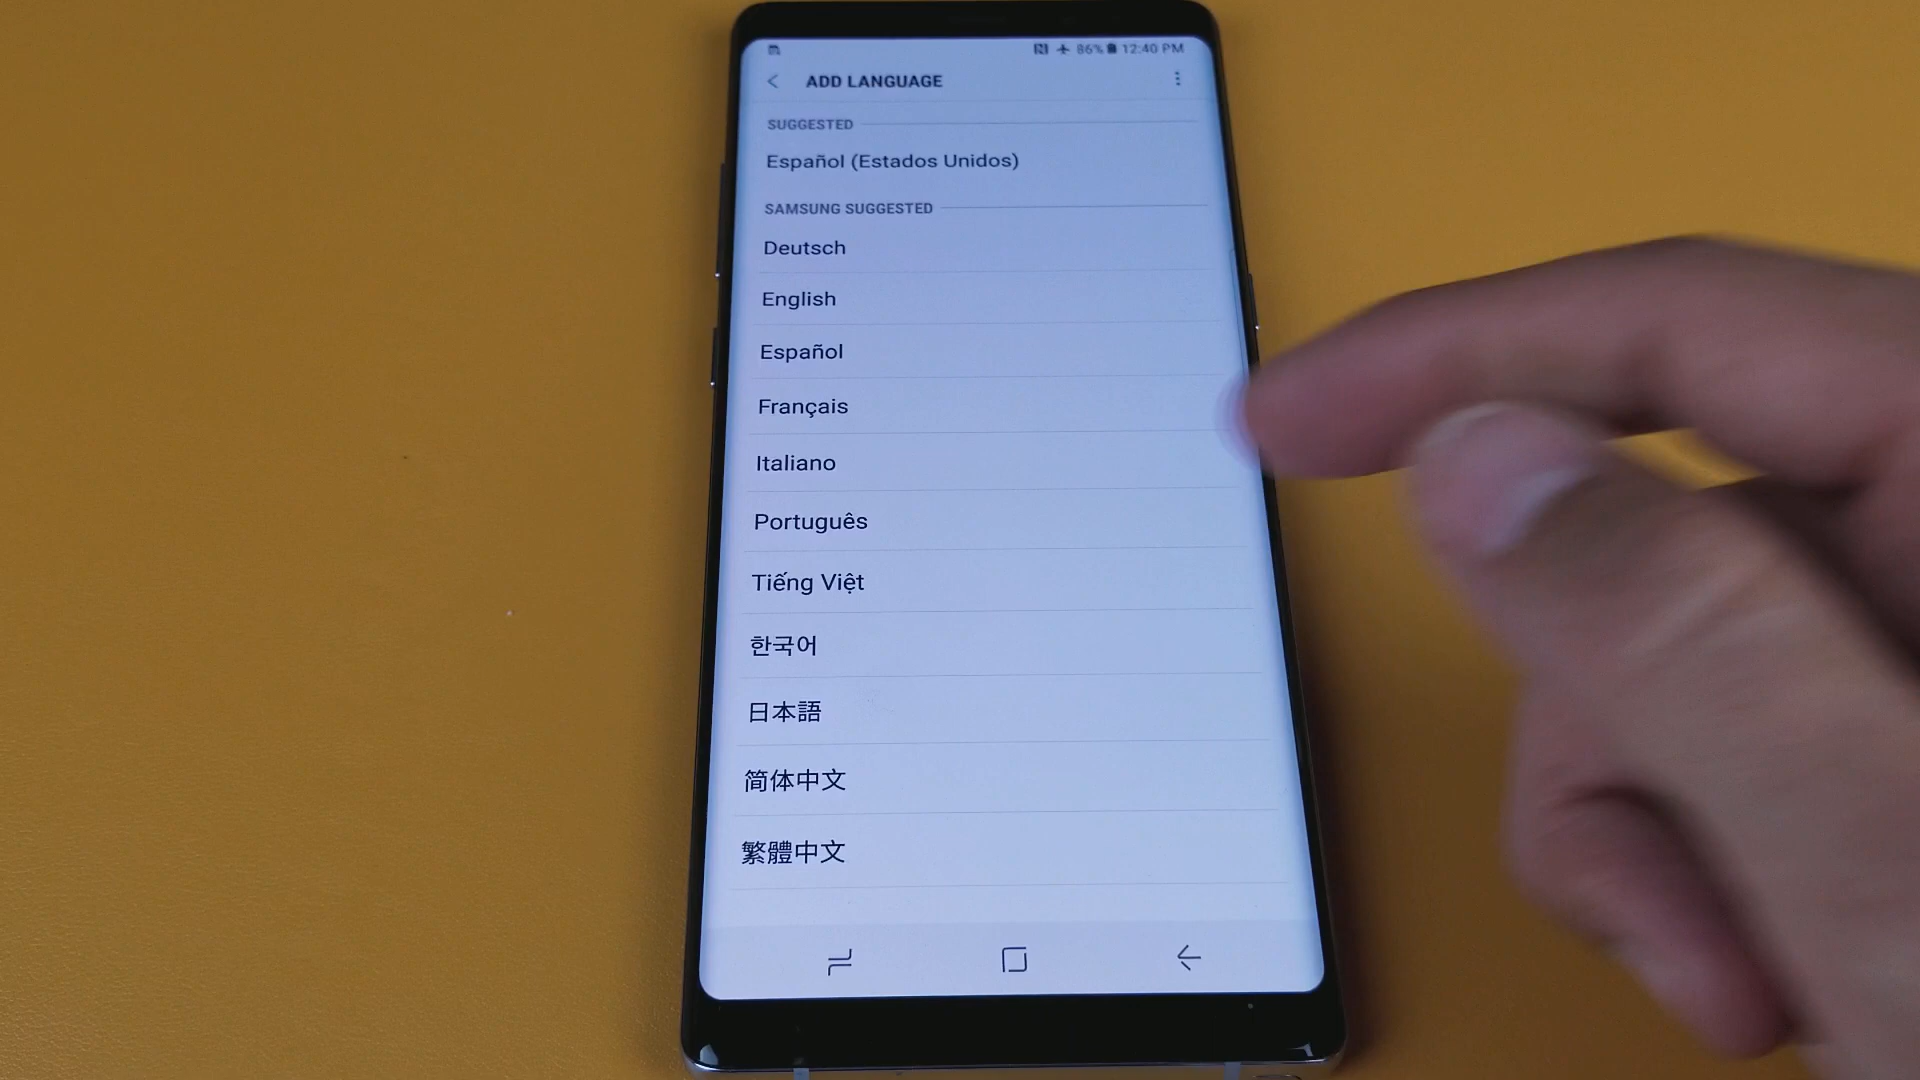 86% 12:40 PM
ADD LANGUAGE
SUGGESTED
Español (Estados Unidos)
SAMSUNG SUGGESTED
Deutsch
English
Español
Français
Italiano
Português
Tiếng Việt
한국어
日本語
简体中文
繁體中文